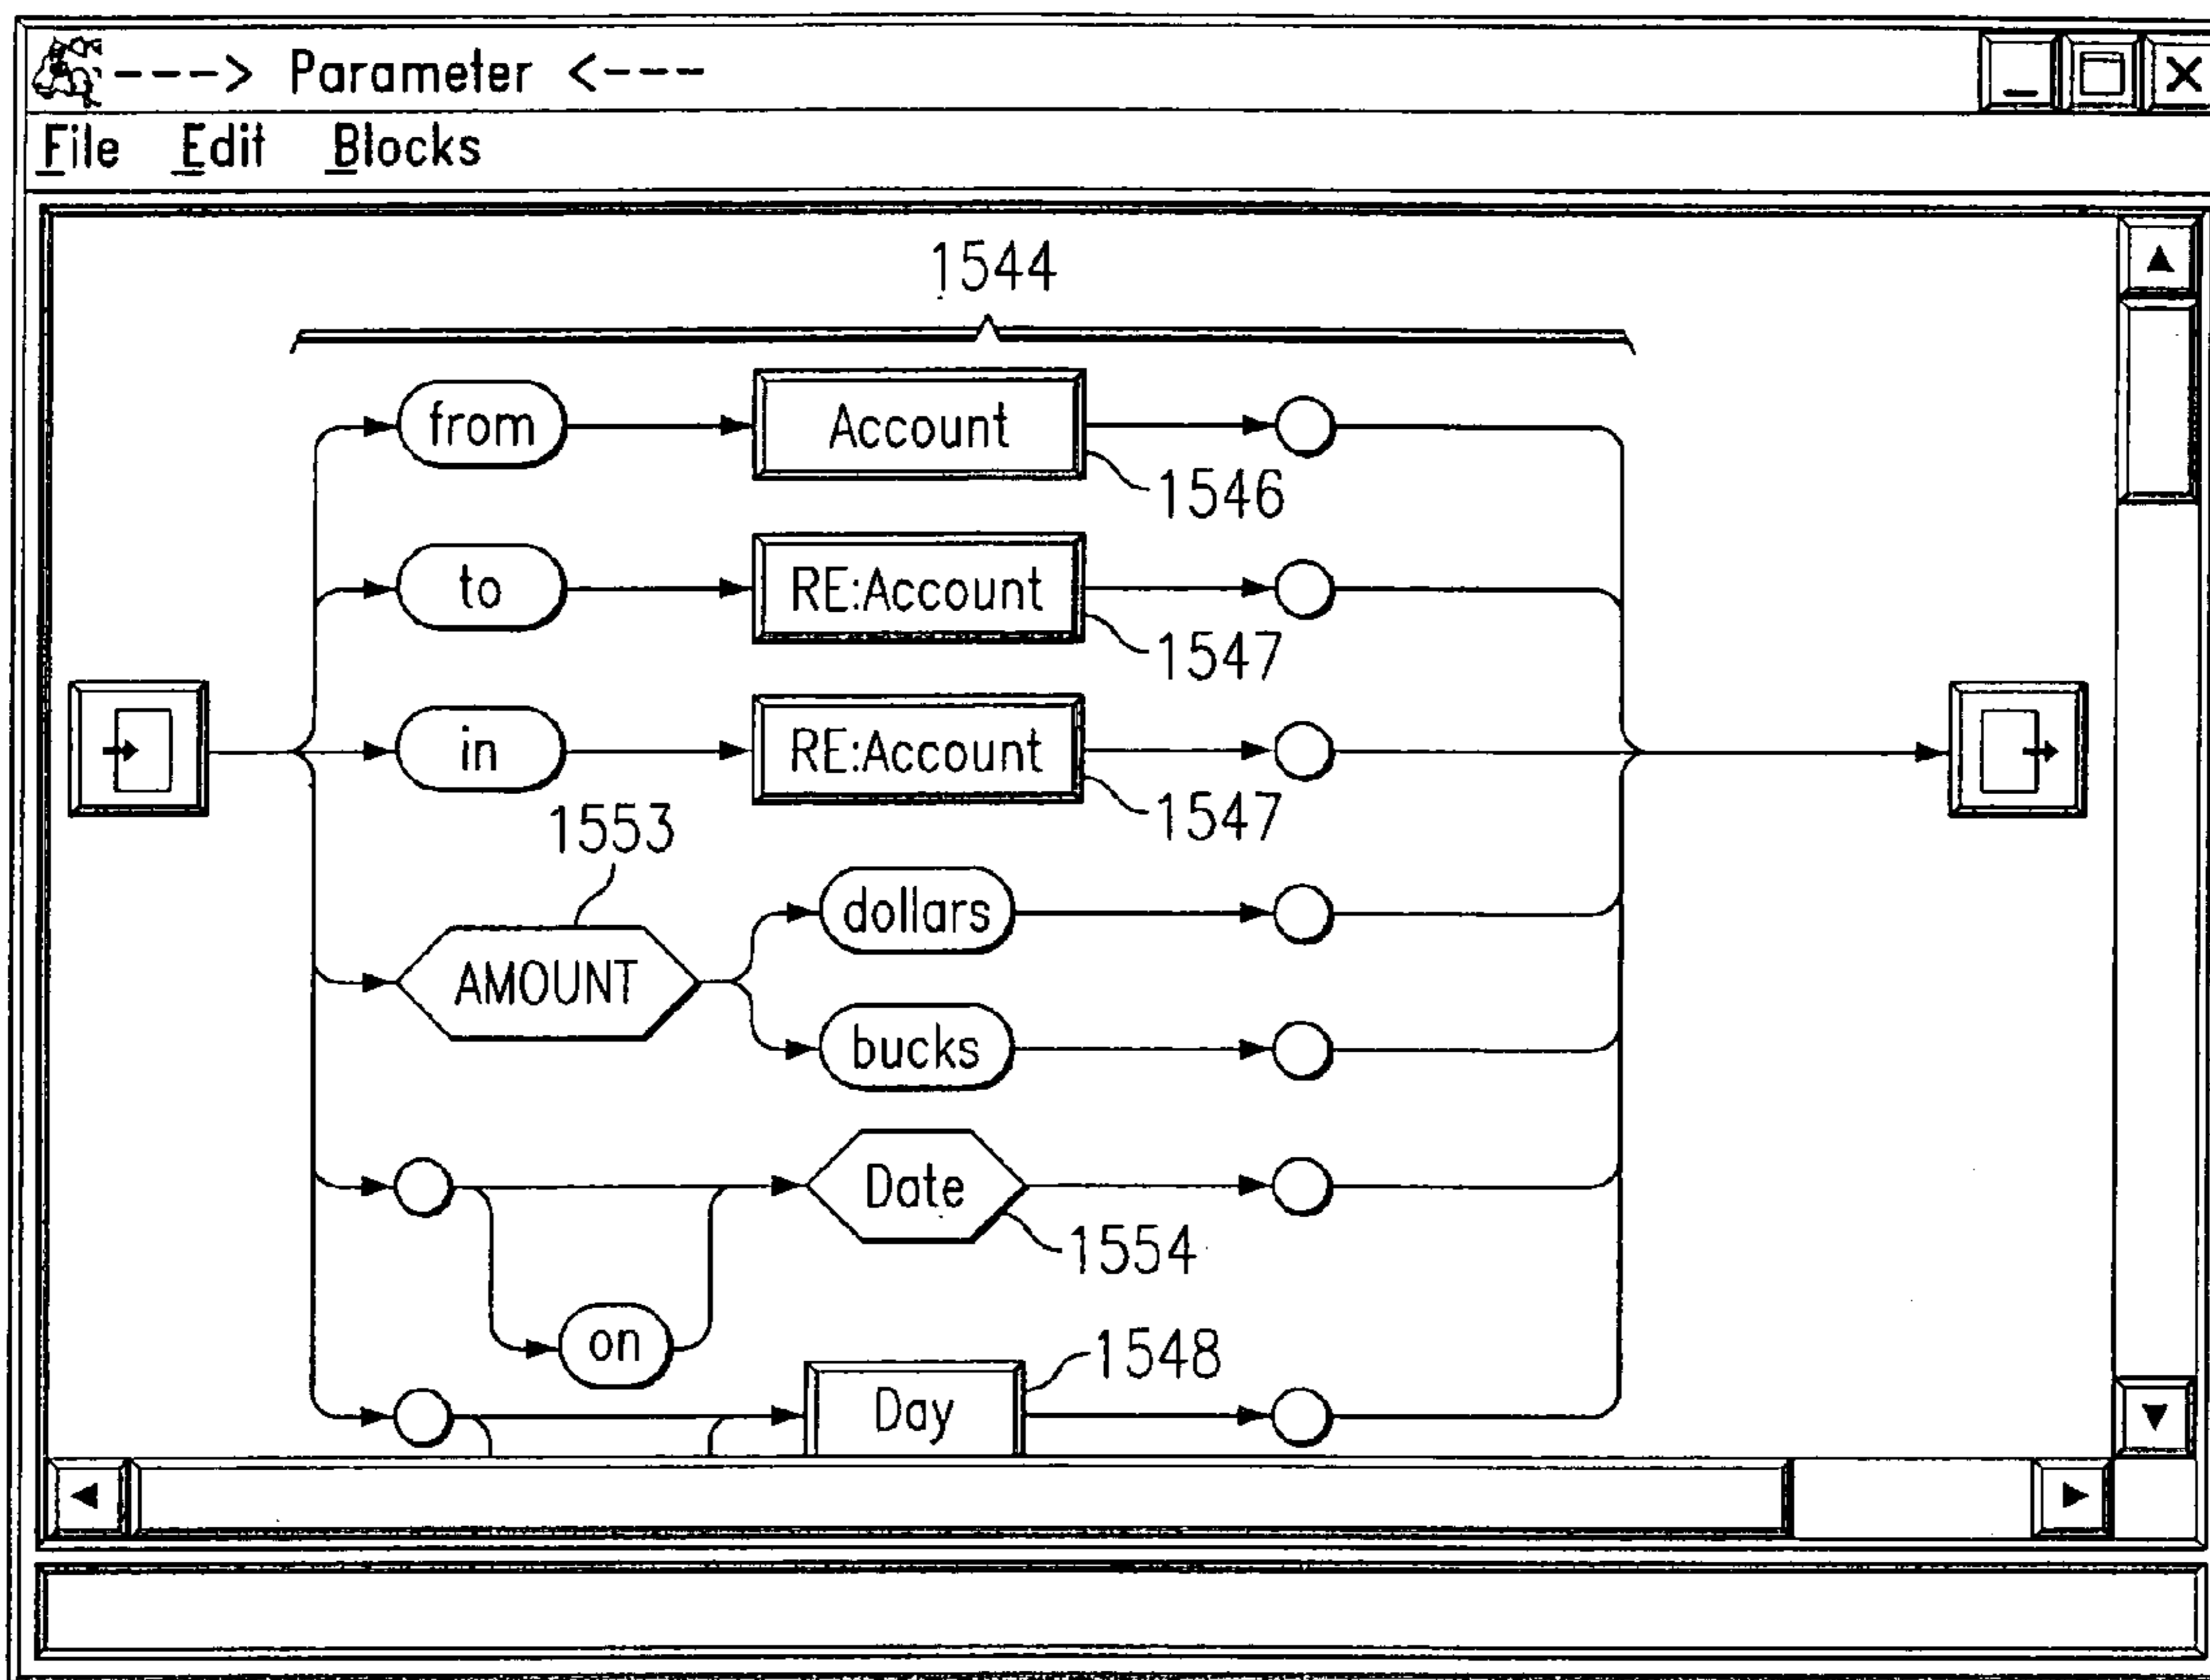 ---> Parameter <---
File Edit Blocks
1544
from Account
1546
to RE:Account
1547
in RE:Account
1547
1553
dollars
AMOUNT
bucks
Date
1554
on
1548
Day